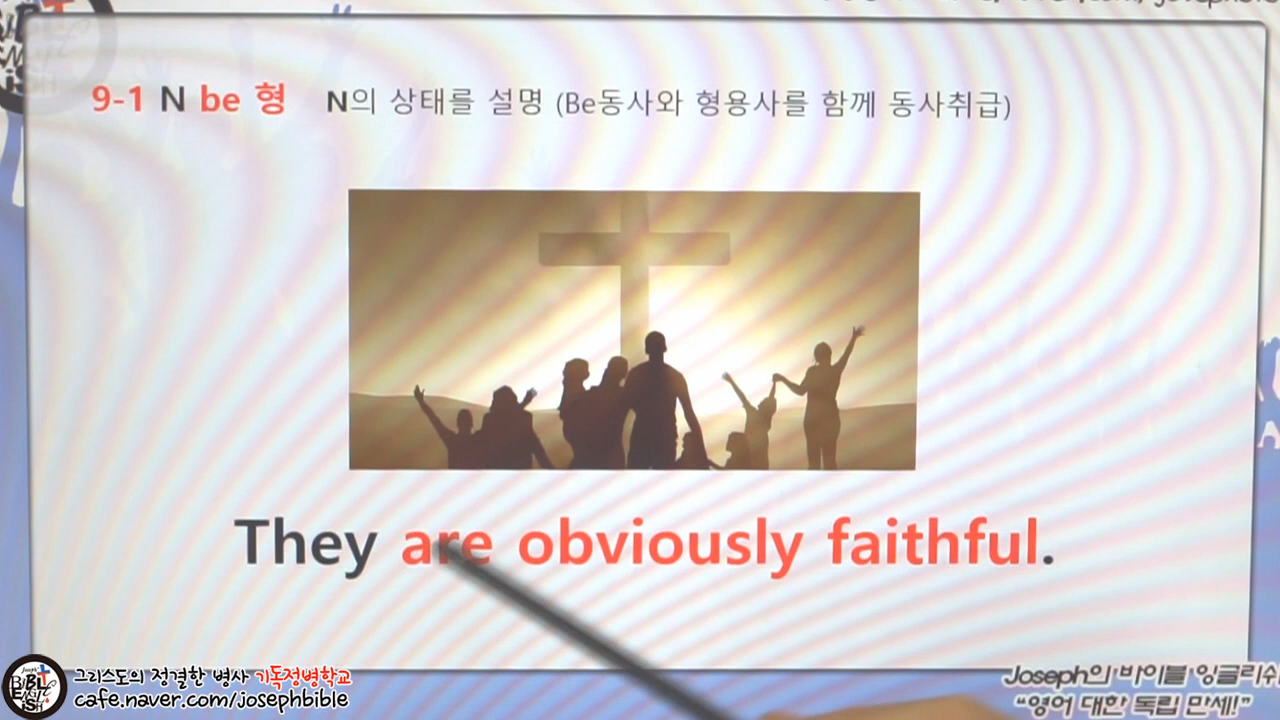 9-1 N be 형 N의 상태를 설명 (Be동사와 형용사를 함께 동사취급)
They are obviously faithful.
그리스도의 정결한 병사 기독정병학교
cafe.naver.com/josephbible
Joseph의 바이블 잉글리쉬
"영어 대한 독립 만세!"